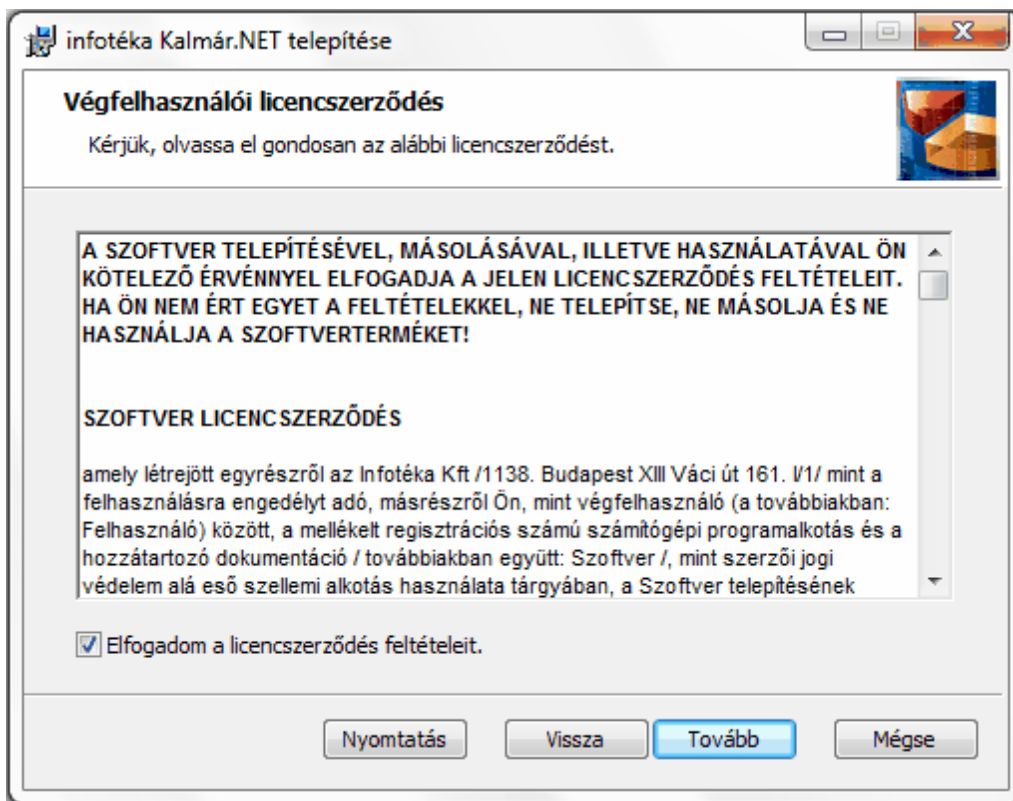 infotéka Kalmár.NET telepítése
Végfelhasználói licencszerződés
Kérjük, olvassa el gondosan az alábbi licencszerződést.
A SZOFTVER TELEPÍTÉSÉVEL, MÁSOLÁSÁVAL, ILLETVE HASZNÁLATÁVAL ÖN
KÖTELEZŐ ÉRVÉNNYEL ELFOGADJA A JELEN LICENCSZERZŐDÉS FELTÉTELEIT.
HA ÖN NEM ÉRT EGYET A FELTÉTELEKKEL, NE TELEPÍTSE, NE MÁSOLJA ÉS NE
HASZNÁLJA A SZOFTVERTERMÉKET!
SZOFTVER LICENCSZERZŐDÉS
amely létrejött egyrészről az Infotéka Kft /1138. Budapest XIII Váci út 161. I/1/ mint a
felhasználásra engedélyt adó, másrészről Ön, mint végfelhasználó (a továbbiakban:
Felhasználó) között, a mellékelt regisztrációs számú számítógépi programalkotás és a
hozzátartozó dokumentáció / továbbiakban együtt: Szoftver /, mint szerzői jogi
védelem alá eső szellemi alkotás használata tárgyában, a Szoftver telepítésének
Elfogadom a licencszerződés feltételeit.
Nyomtatás Vissza Tovább Mégse